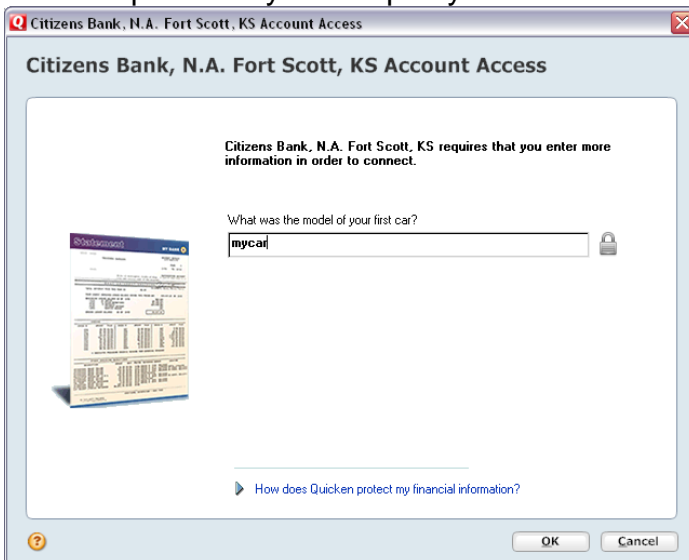 Citizens Bank, N.A. Fort Scott, KS Account Access
Citizens Bank, N.A. Fort Scott, KS Account Access
Citizens Bank, N.A. Fort Scott, KS requires that you enter more
information in order to connect.
What was the model of your first car?
mycar
Statement
MY BANK
How does Quicken protect my financial information?
OK
Cancel